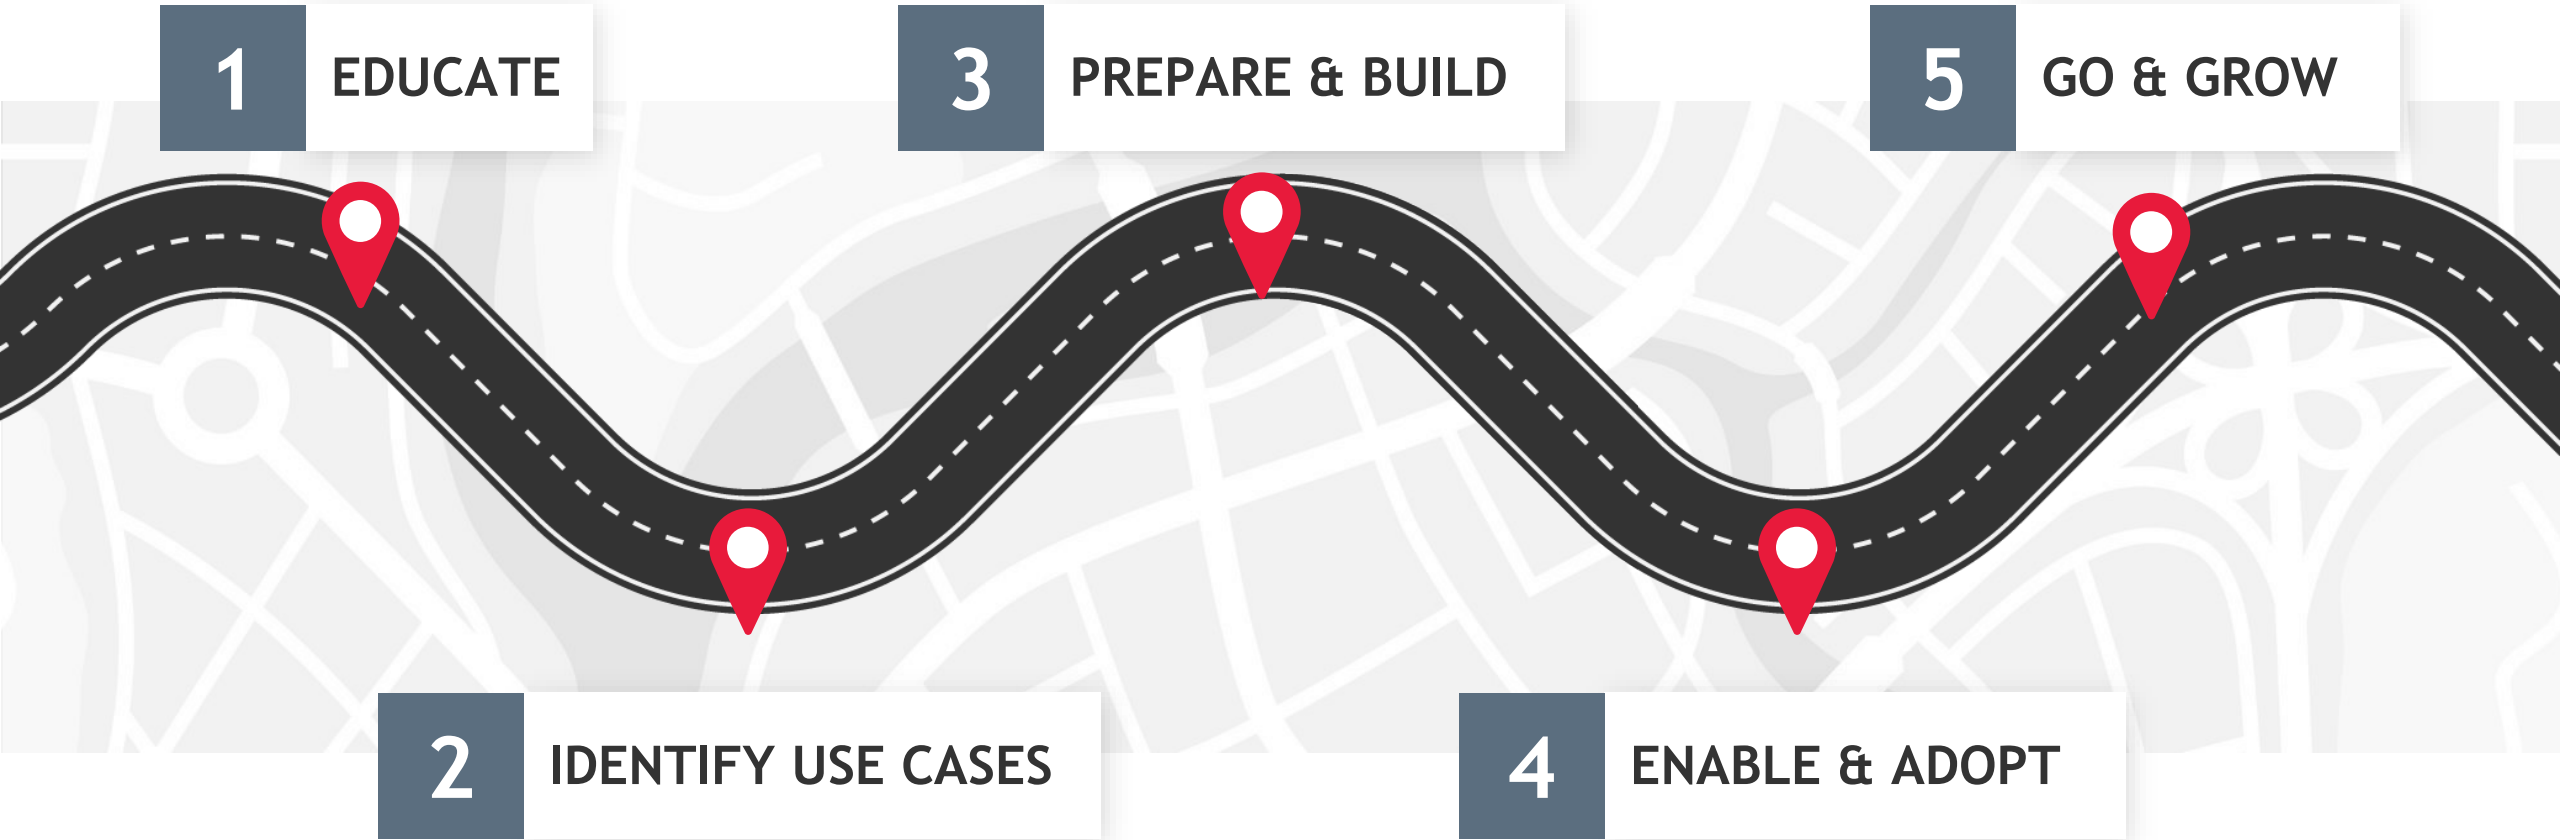 1 EDUCATE
2 IDENTIFY USE CASES
3 PREPARE & BUILD
4 ENABLE & ADOPT
5 GO & GROW